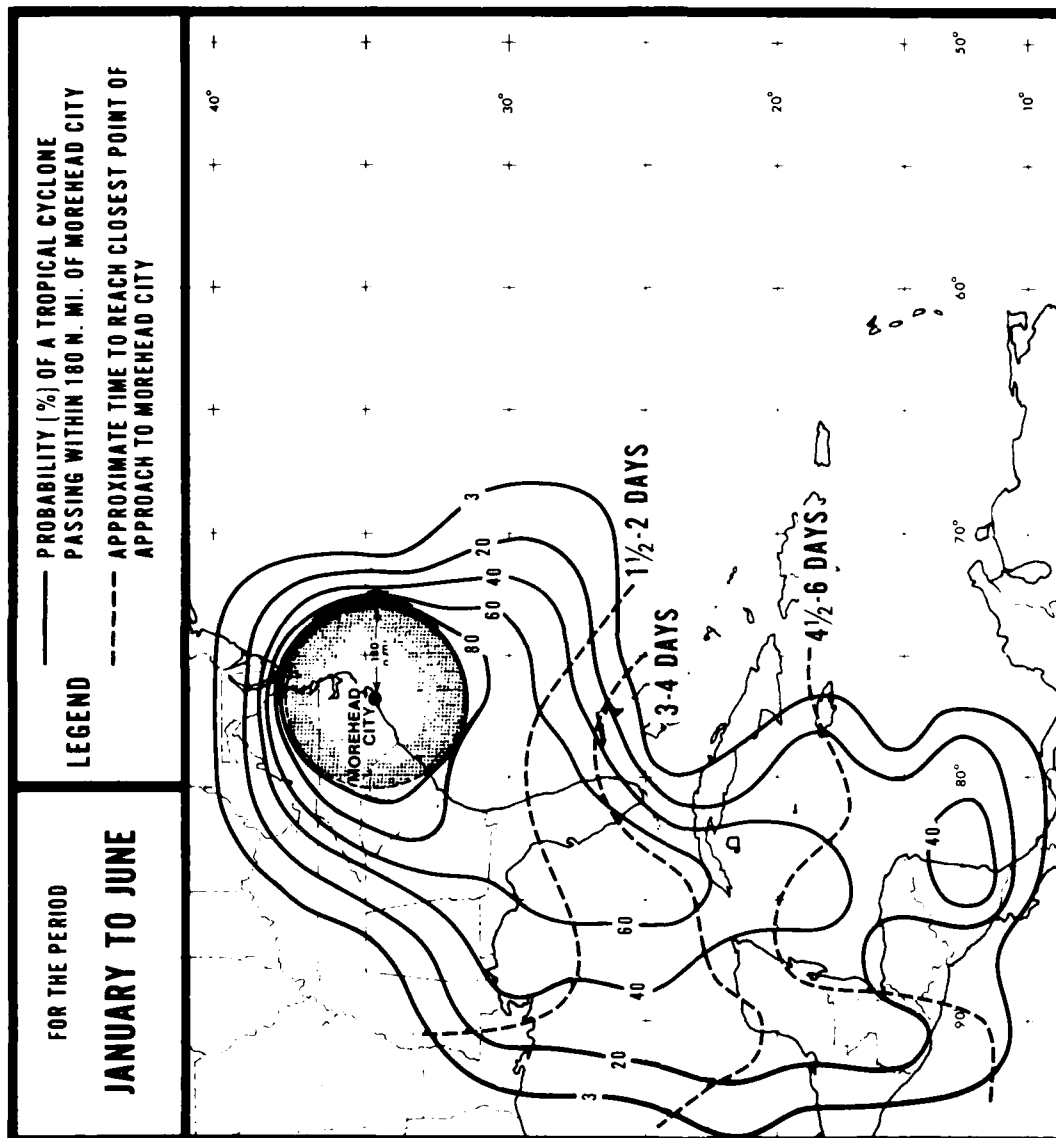 FOR THE PERIOD
JANUARY TO JUNE
LEGEND
PROBABILITY (%) OF A TROPICAL CYCLONE
PASSING WITHIN 180 N. MI. OF MOREHEAD CITY
APPROXIMATE TIME TO REACH CLOSEST POINT OF
APPROACH TO MOREHEAD CITY
40°
MOREHEAD
CITY
180
n.mi.
3
20
40
60
80
30°
1½-2 DAYS
3-4 DAYS
60
40
20
3
20°
4½-6 DAYS
40
90°
80°
70°
60°
50°
10°